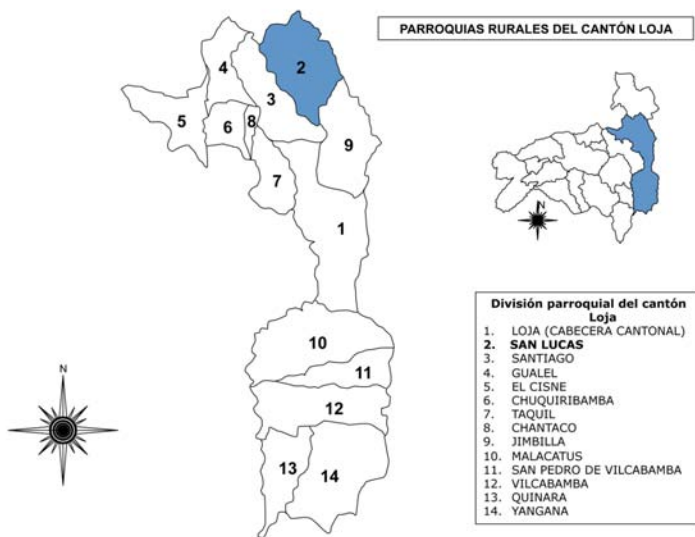 PARROQUIAS RURALES DEL CANTÓN LOJA
2
4
3
5
6
8
9
7
1
N
10
11
12
13
14
N
División parroquial del cantón
Loja
1. LOJA (CABECERA CANTONAL)
2. SAN LUCAS
3. SANTIAGO
4. GUALEL
5. EL CISNE
6. CHUQUIRIBAMBA
7. TAQUIL
8. CHANTACO
9. JIMBILLA
10. MALACATUS
11. SAN PEDRO DE VILCABAMBA
12. VILCABAMBA
13. QUINARA
14. YANGANA